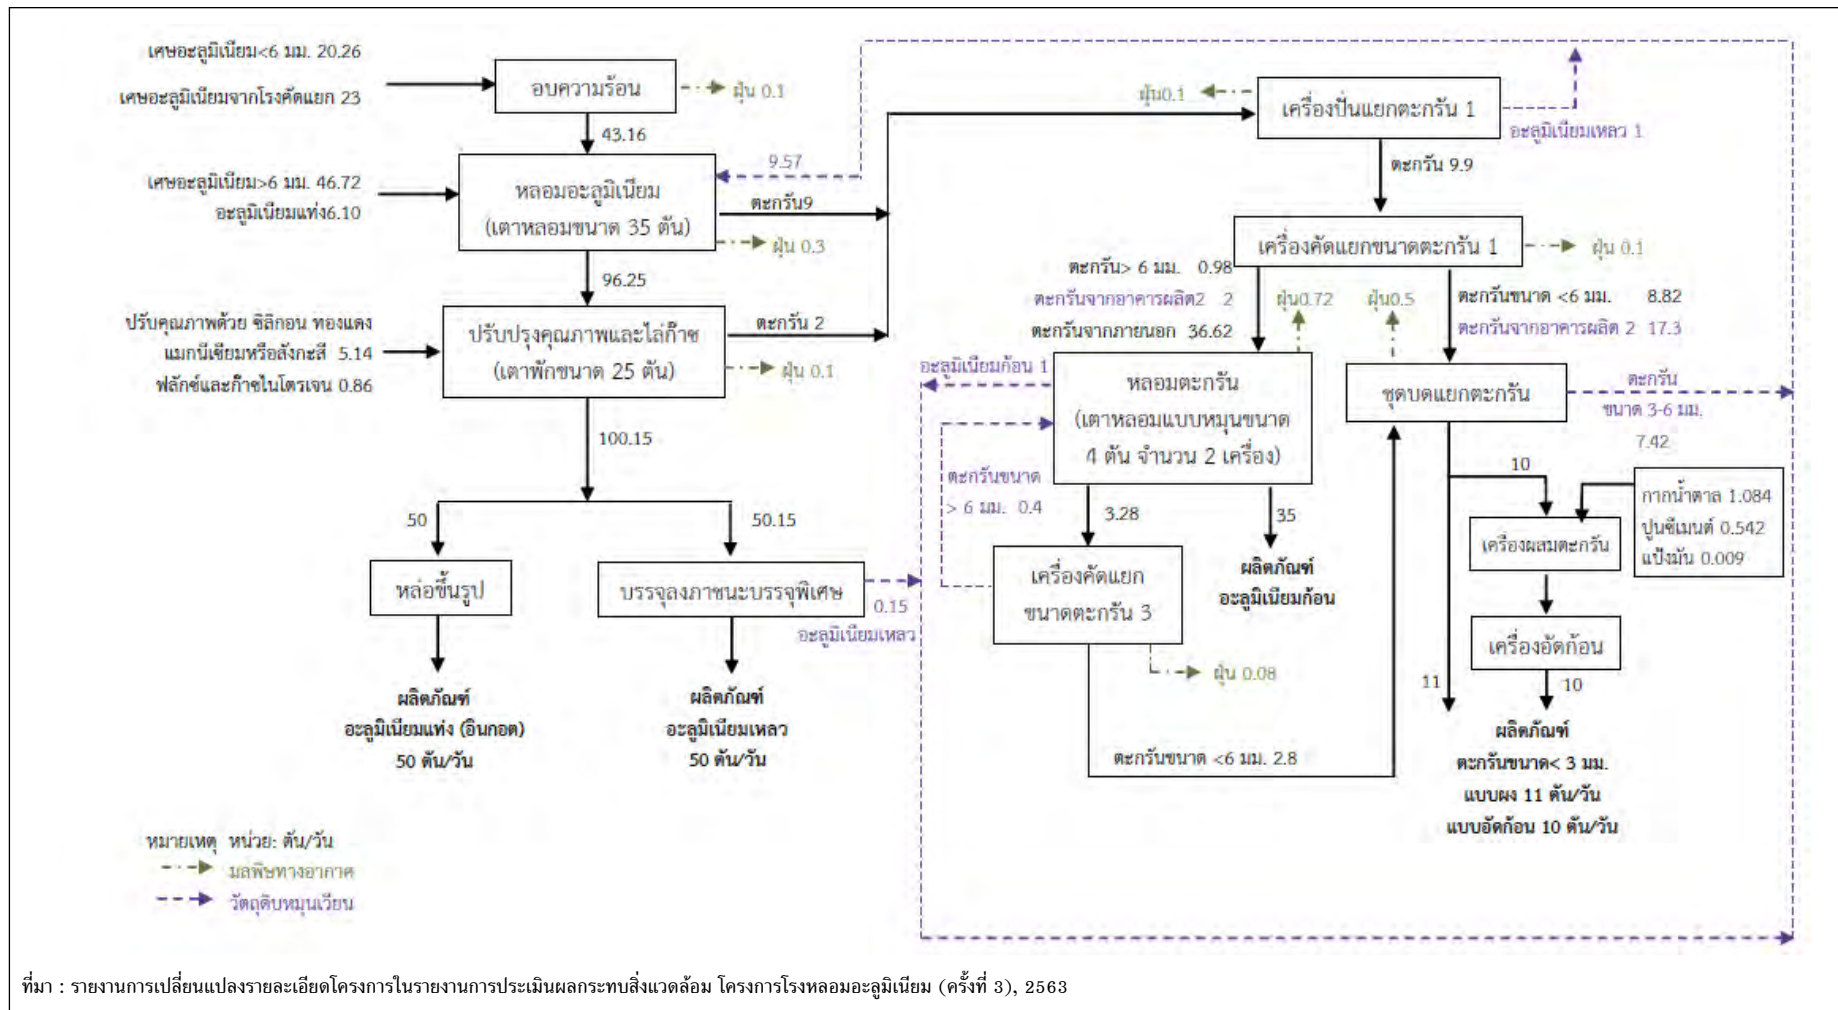 เศษอะลูมิเนียม<6 มม. 20.26
เศษอะลูมิเนียมจากโรงคัดแยก 23
อบความร้อน
ฝุ่น 0.1
43.16
เศษอะลูมิเนียม>6 มม. 46.72
อะลูมิเนียมแท่ง6.10
หลอมอะลูมิเนียม
(เตาหลอมขนาด 35 ตัน)
9.57
ตะกรัน9
ฝุ่น 0.3
96.25
ปรับคุณภาพด้วย ซิลิกอน ทองแดง
แมกนีเซียมหรือสังกะสี 5.14
ฟลักซ์และก๊าซไนโตรเจน 0.86
ปรับปรุงคุณภาพและไล่ก๊าซ
(เตาพักขนาด 25 ตัน)
ตะกรัน 2
ฝุ่น 0.1
100.15
50
50.15
หล่อขึ้นรูป
บรรจุลงภาชนะบรรจุพิเศษ
0.15
อะลูมิเนียมเหลว
ผลิตภัณฑ์
อะลูมิเนียมแท่ง (อินกอต)
50 ตัน/วัน
ผลิตภัณฑ์
อะลูมิเนียมเหลว
50 ตัน/วัน
ฝุ่น0.1
เครื่องปั่นแยกตะกรัน 1
อะลูมิเนียมเหลว 1
ตะกรัน 9.9
เครื่องคัดแยกขนาดตะกรัน 1
ฝุ่น 0.1
ตะกรัน> 6 มม. 0.98
ตะกรันจากอาคารผลิต2 2
ตะกรันจากภายนอก 36.62
ฝุ่น0.72
ฝุ่น0.5
ตะกรันขนาด <6 มม. 8.82
ตะกรันจากอาคารผลิต 2 17.3
อะลูมิเนียมก้อน 1
หลอมตะกรัน
(เตาหลอมแบบหมุนขนาด
4 ตัน จำนวน 2 เครื่อง)
ชุดบดแยกตะกรัน
ตะกรัน
ขนาด 3-6 มม.
7.42
ตะกรันขนาด
> 6 มม. 0.4
3.28
35
10
กากน้ำตาล 1.084
ปูนซีเมนต์ 0.542
แป้งมัน 0.009
เครื่องผสมตะกรัน
เครื่องคัดแยก
ขนาดตะกรัน 3
ผลิตภัณฑ์
อะลูมิเนียมก้อน
เครื่องอัดก้อน
ฝุ่น 0.08
11
10
ตะกรันขนาด <6 มม. 2.8
ผลิตภัณฑ์
ตะกรันขนาด< 3 มม.
แบบผง 11 ตัน/วัน
แบบอัดก้อน 10 ตัน/วัน
หมายเหตุ หน่วย: ตัน/วัน
มลพิษทางอากาศ
วัตถุดิบหมุนเวียน
ที่มา : รายงานการเปลี่ยนแปลงรายละเอียดโครงการในรายงานการประเมินผลกระทบสิ่งแวดล้อม โครงการโรงหลอมอะลูมิเนียม (ครั้งที่ 3), 2563